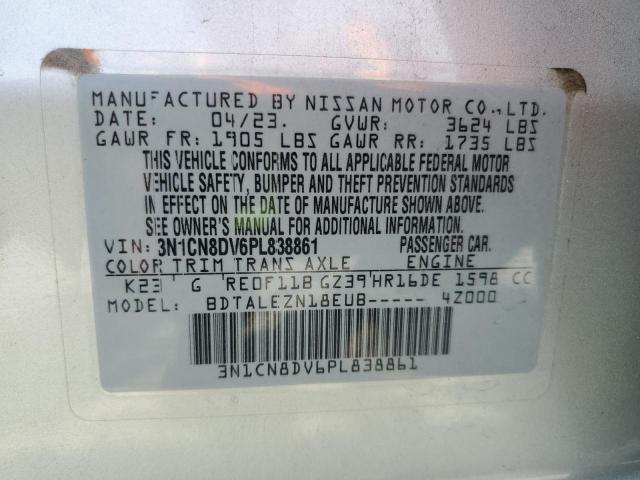 MANUFACTURED BY NISSAN MOTOR CO.,LTD.
DATE: 04/23. GVWR: 3624 LBS
GAWR FR: 1905 LBS GAWR RR: 1735 LBS
THIS VEHICLE CONFORMS TO ALL APPLICABLE FEDERAL MOTOR
VEHICLE SAFETY, BUMPER AND THEFT PREVENTION STANDARDS
IN EFFECT ON THE DATE OF MANUFACTURE SHOWN ABOVE.
SEE OWNER'S MANUAL FOR ADDITIONAL INFORMATION
VIN: 3N1CN8DV6PL838861 PASSENGER CAR.
COLOR TRIM TRANS AXLE ENGINE
K23 G RE0F11B GZ39 HR16DE 1598 CC
MODEL: BDTALEZN18EUB----- 4Z000
3N1CN8DV6PL838861